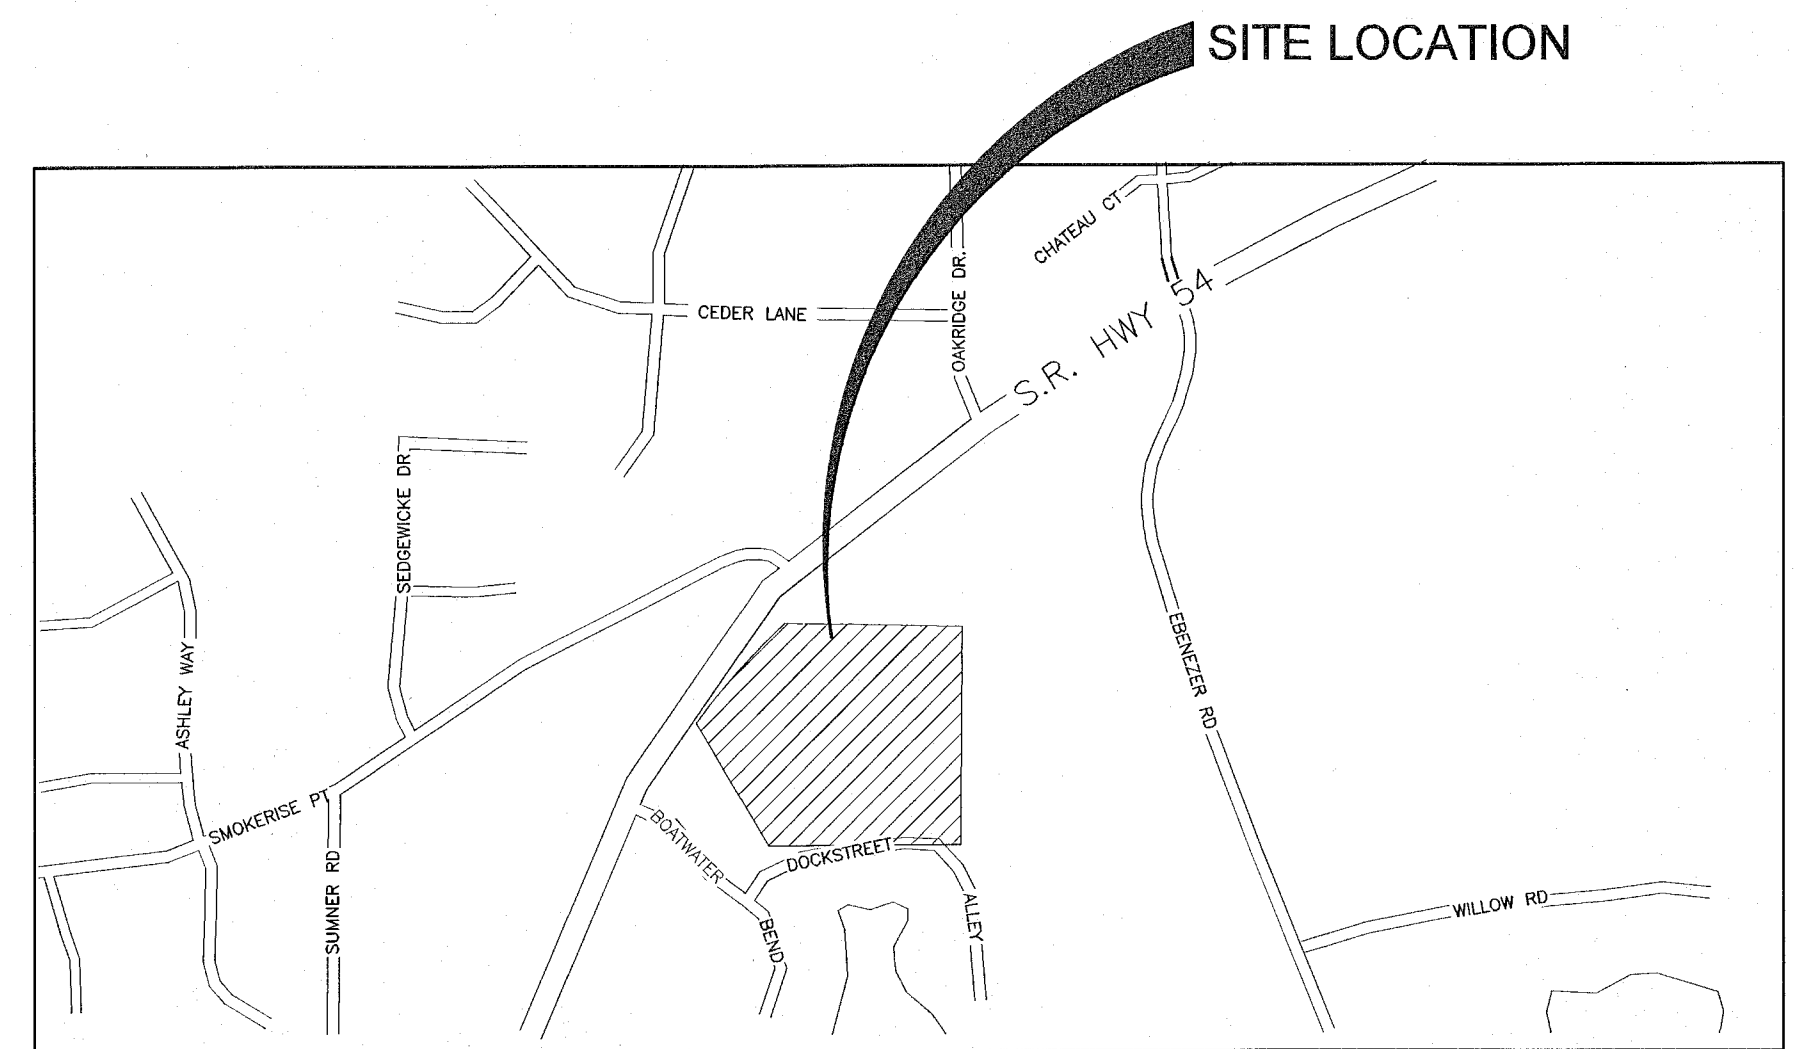 SITE LOCATION
CHATEAU CT
OAKRIDGE DR.
CEDER LANE
S.R. HWY 54
SEDGEWICKE DR
ASHLEY WAY
EBENEZER RD
SMOKERISE PT
SUMNER RD
BOATWATER
BEND
DOCKSTREET
ALLEY
WILLOW RD